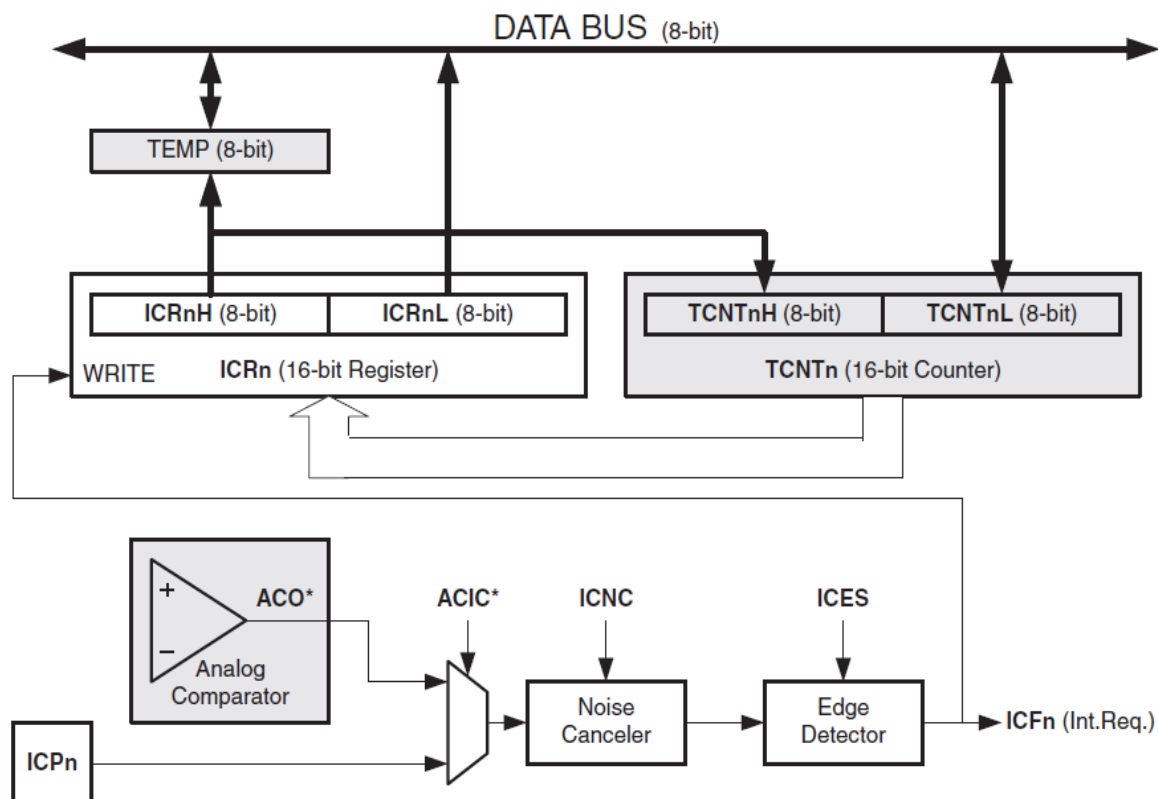 DATA BUS (8-bit)
TEMP (8-bit)
ICRnH (8-bit)
ICRnL (8-bit)
TCNTnH (8-bit)
TCNTnL (8-bit)
WRITE
ICRn (16-bit Register)
TCNTn (16-bit Counter)
+
−
ACO*
Analog
Comparator
ACIC*
ICNC
ICES
Noise
Canceler
Edge
Detector
ICFn (Int.Req.)
ICPn